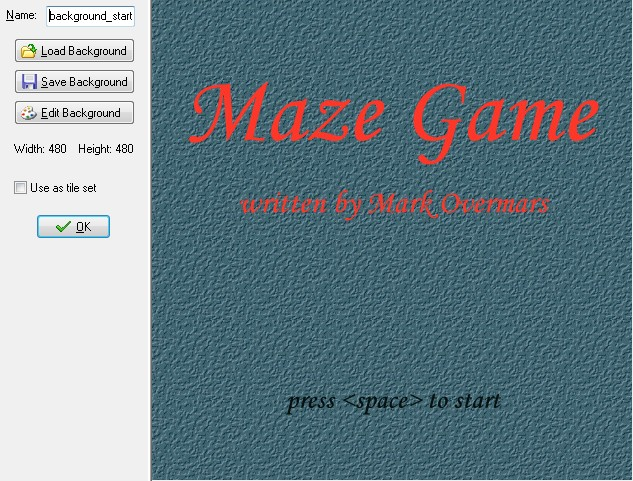 Name: background_start
Load Background
Save Background
Edit Background
Width: 480 Height: 480
Use as tile set
OK
Maze Game
written by Mark Overmars
press <space> to start